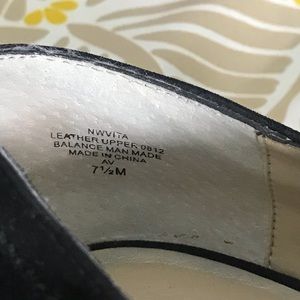 NWVITA
LEATHER UPPER 0812
BALANCE MAN MADE
MADE IN CHINA
AV
7½M